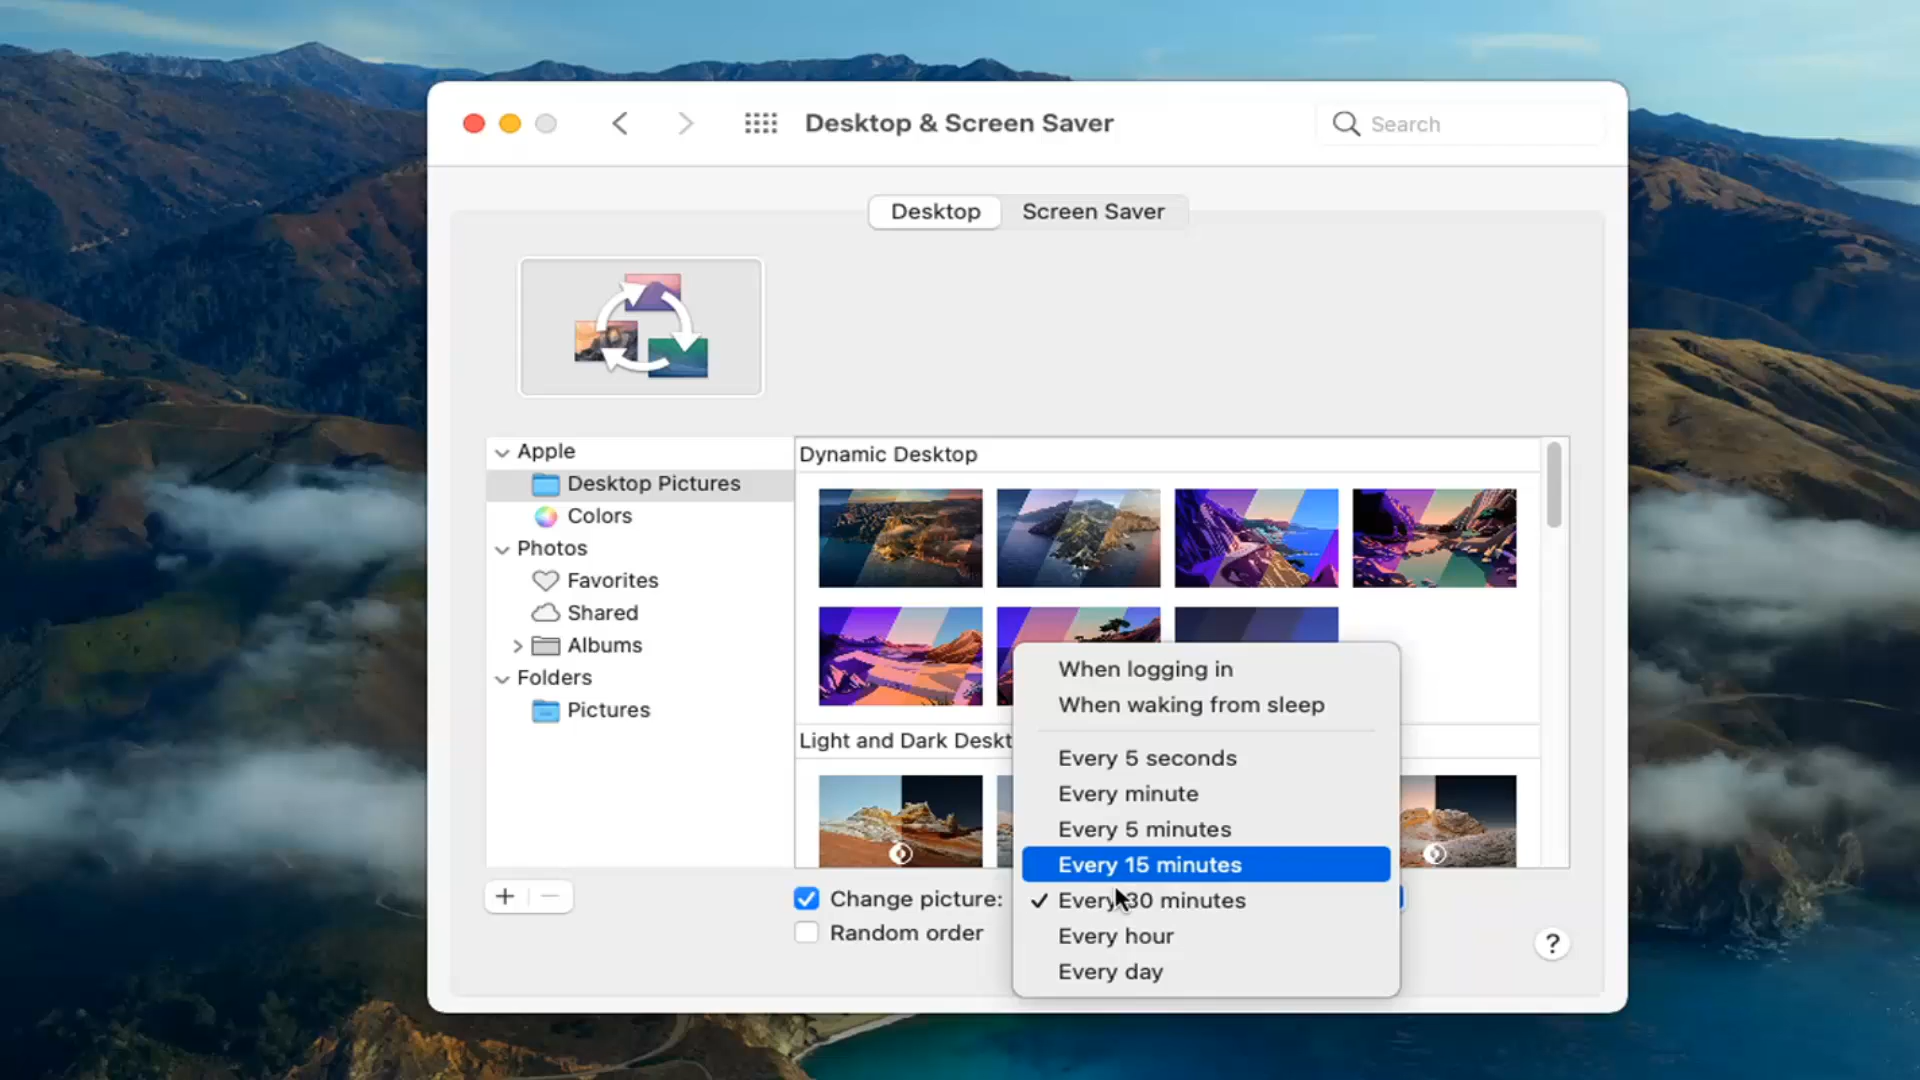 Desktop & Screen Saver
Search
Desktop
Screen Saver
Apple
Desktop Pictures
Colors
Photos
Favorites
Shared
Albums
Folders
Pictures
Dynamic Desktop
Light and Dark Deskt
When logging in
When waking from sleep
Every 5 seconds
Every minute
Every 5 minutes
Every 15 minutes
Every 30 minutes
Every hour
Every day
Change picture:
Random order
?